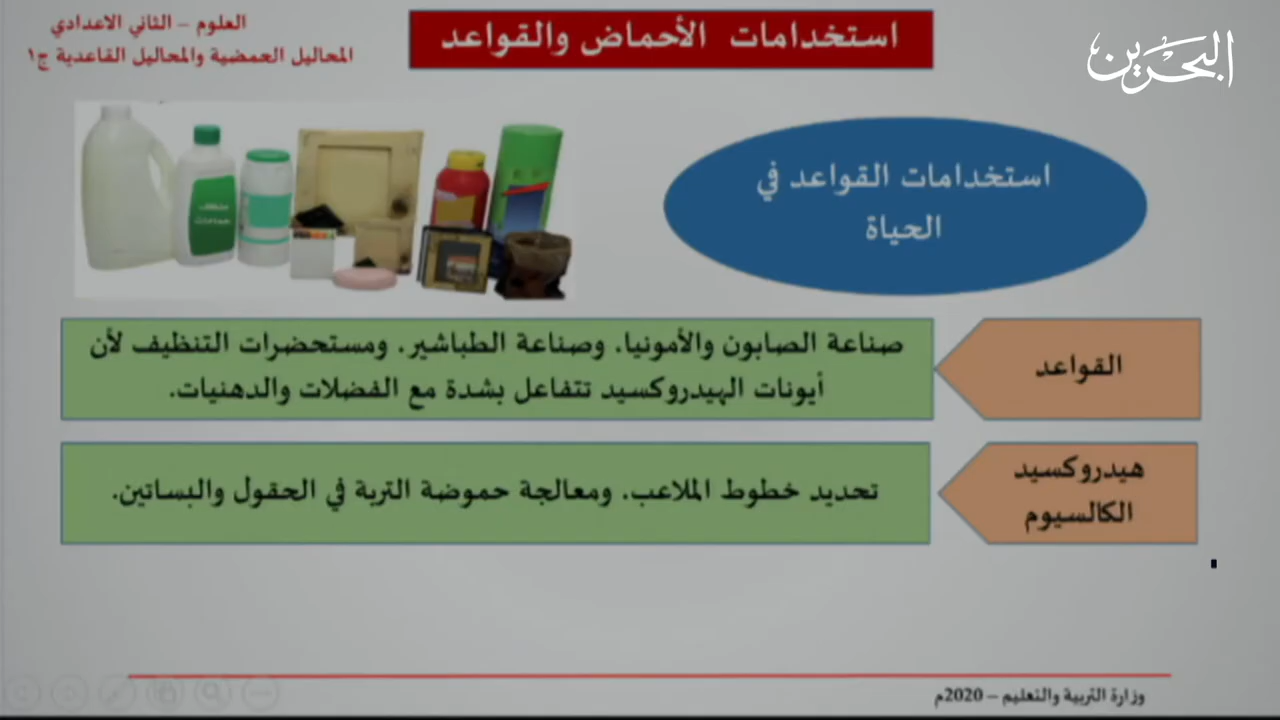 العلوم – الثاني الاعدادي
المحاليل الحمضية والمحاليل القاعدية ج١
استخدامات الأحماض والقواعد
البحرين
استخدامات القواعد في
الحياة
منظف
حمامات
القواعد
صناعة الصابون والأمونيا. وصناعة الطباشير. ومستحضرات التنظيف لأن
أيونات الهيدروكسيد تتفاعل بشدة مع الفضلات والدهنيات.
هيدروكسيد
الكالسيوم
تحديد خطوط الملاعب. ومعالجة حموضة التربة في الحقول والبساتين.
وزارة التربية والتعليم – 2020م